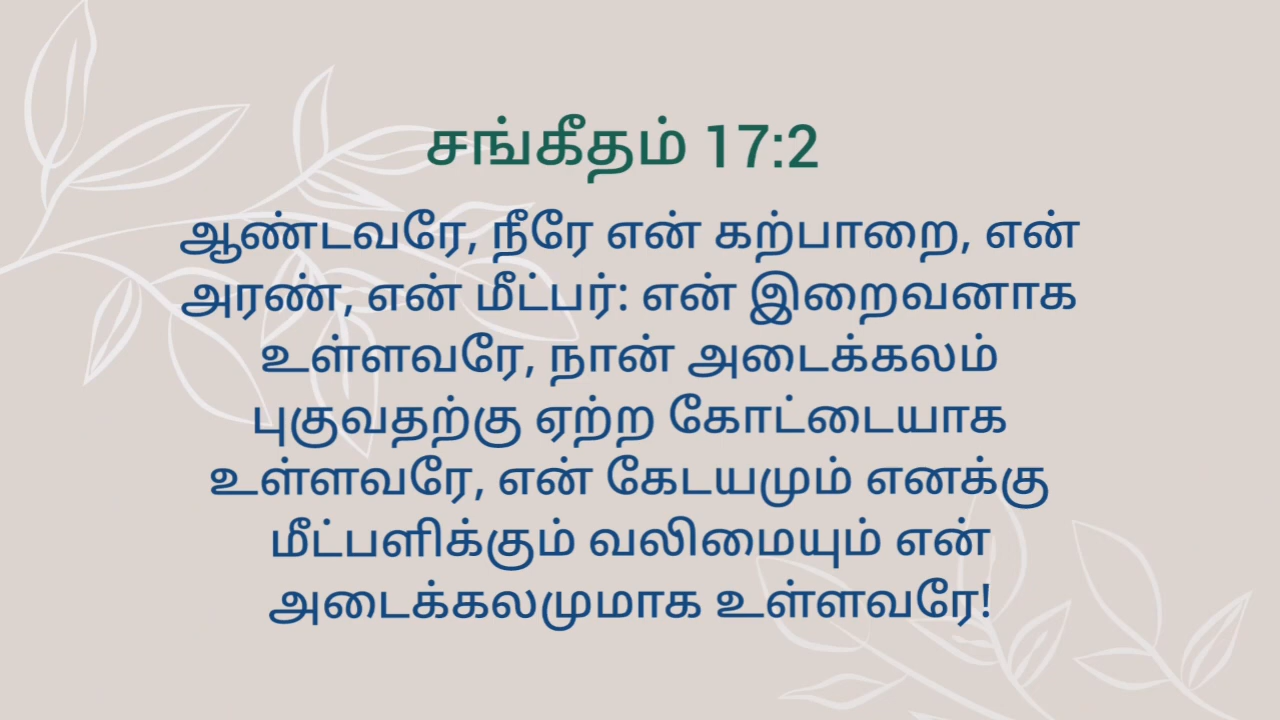 சங்கீதம் 17:2
ஆண்டவரே, நீரே என் கற்பாறை, என்
அரண், என் மீட்பர்: என் இறைவனாக
உள்ளவரே, நான் அடைக்கலம்
புகுவதற்கு ஏற்ற கோட்டையாக
உள்ளவரே, என் கேடயமும் எனக்கு
மீட்பளிக்கும் வலிமையும் என்
அடைக்கலமுமாக உள்ளவரே!